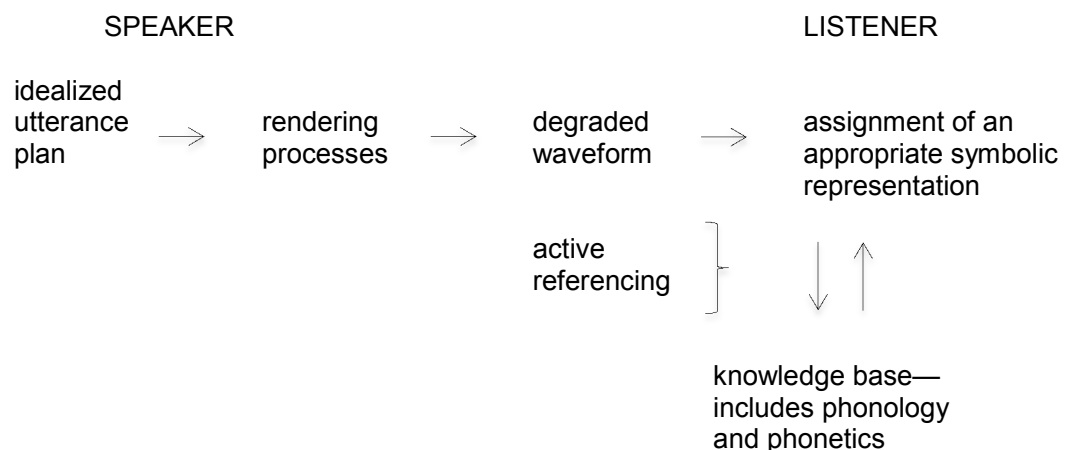 SPEAKER
LISTENER
idealized
utterance
plan
rendering
processes
degraded
waveform
assignment of an
appropriate symbolic
representation
active
referencing
knowledge base—
includes phonology
and phonetics